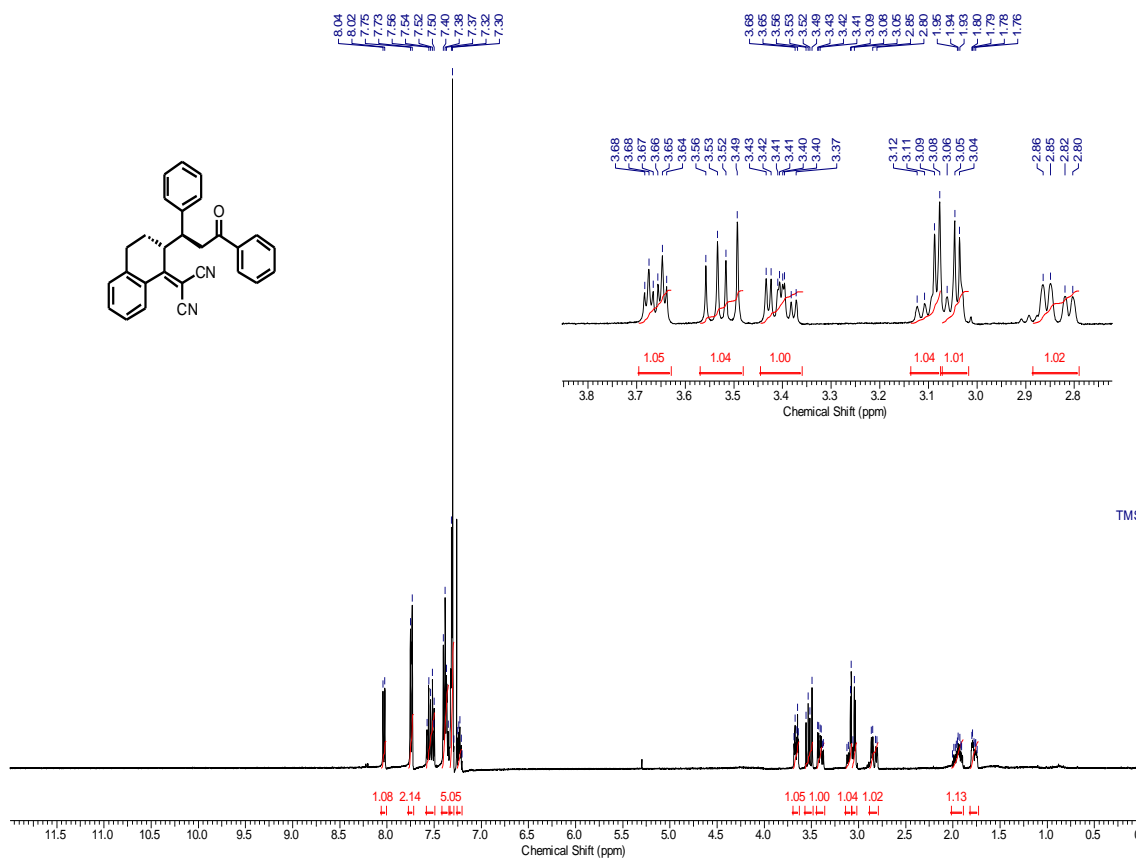 8.04 8.02 7.75 7.73 7.56 7.54 7.52 7.50 7.40 7.38 7.37 7.32 7.30
3.68 3.65 3.56 3.53 3.52 3.49 3.43 3.42 3.41 3.09 3.08 3.05 2.85 2.80 1.95 1.94 1.93 1.80 1.79 1.78 1.76
3.68 3.68 3.67 3.66 3.65 3.64 3.56 3.53 3.52 3.49 3.43 3.42 3.41 3.41 3.40 3.40 3.37 3.12 3.11 3.09 3.08 3.06 3.05 3.04 2.86 2.85 2.82 2.80
O
CN
CN
1.05 1.04 1.00 1.04 1.01 1.02
3.8 3.7 3.6 3.5 3.4 3.3 3.2 3.1 3.0 2.9 2.8
Chemical Shift (ppm)
TMS
1.08 2.14 5.05 1.05 1.00 1.04 1.02 1.13
11.5 11.0 10.5 10.0 9.5 9.0 8.5 8.0 7.5 7.0 6.5 6.0 5.5 5.0 4.5 4.0 3.5 3.0 2.5 2.0 1.5 1.0 0.5
Chemical Shift (ppm)